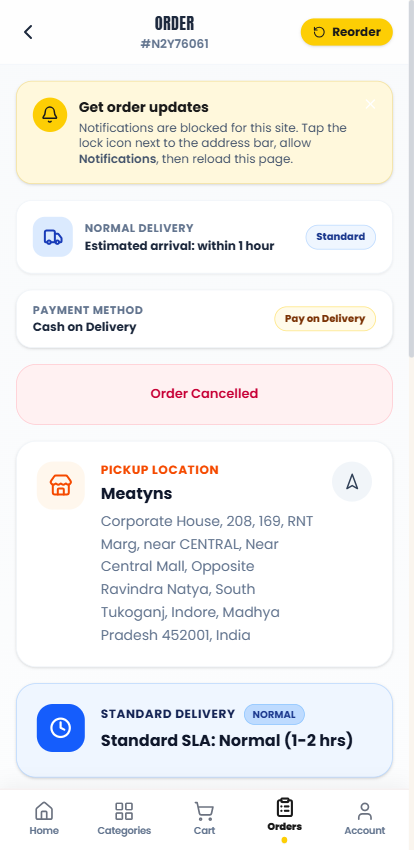 ORDER
#N2Y76061
Reorder
Get order updates
Notifications are blocked for this site. Tap the
lock icon next to the address bar, allow
Notifications, then reload this page.
NORMAL DELIVERY
Estimated arrival: within 1 hour
Standard
PAYMENT METHOD
Cash on Delivery
Pay on Delivery
Order Cancelled
PICKUP LOCATION
Meatyns
Corporate House, 208, 169, RNT
Marg, near CENTRAL, Near
Central Mall, Opposite
Ravindra Natya, South
Tukoganj, Indore, Madhya
Pradesh 452001, India
STANDARD DELIVERY NORMAL
Standard SLA: Normal (1-2 hrs)
Home Categories Cart Orders Account